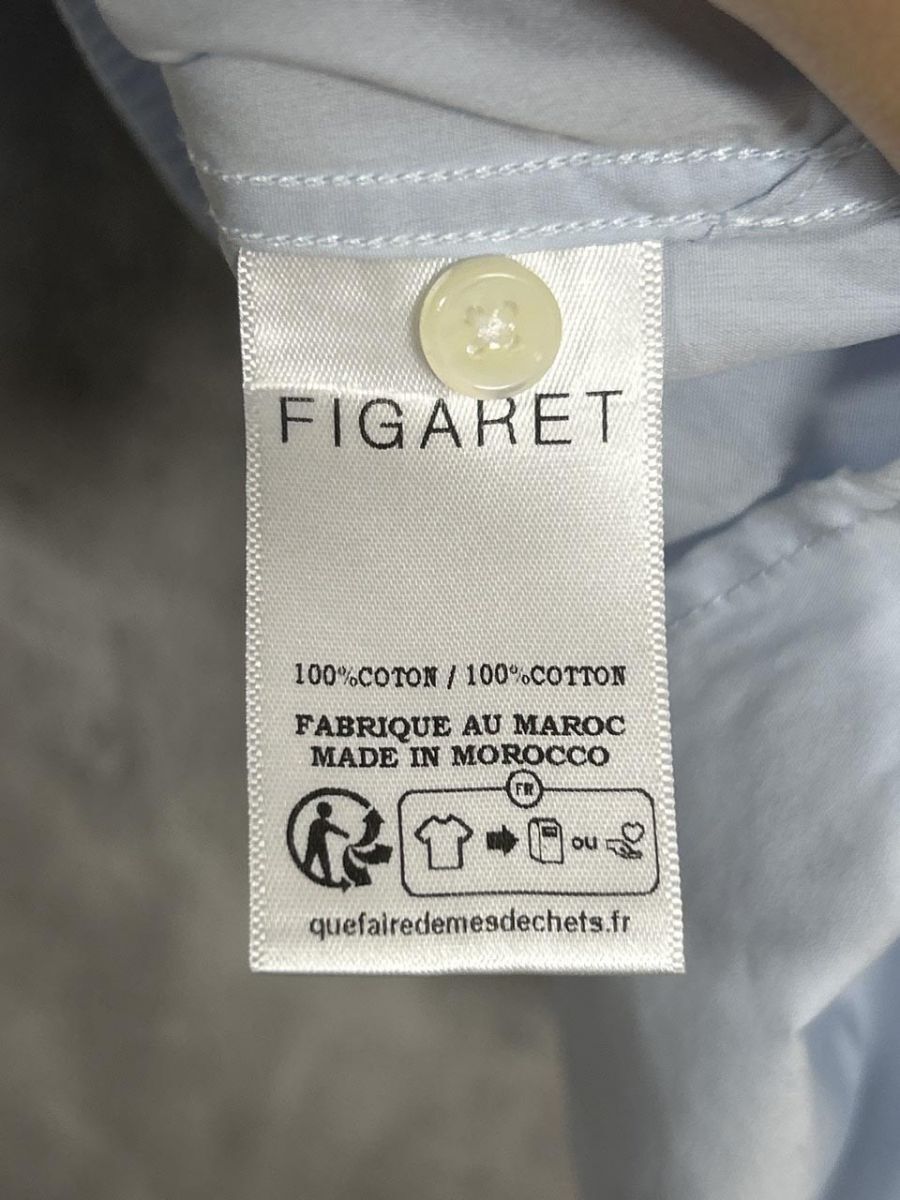 FIGARET
100%COTON / 100%COTTON
FABRIQUE AU MAROC
MADE IN MOROCCO
FR
ou
quefairedemesdechets.fr